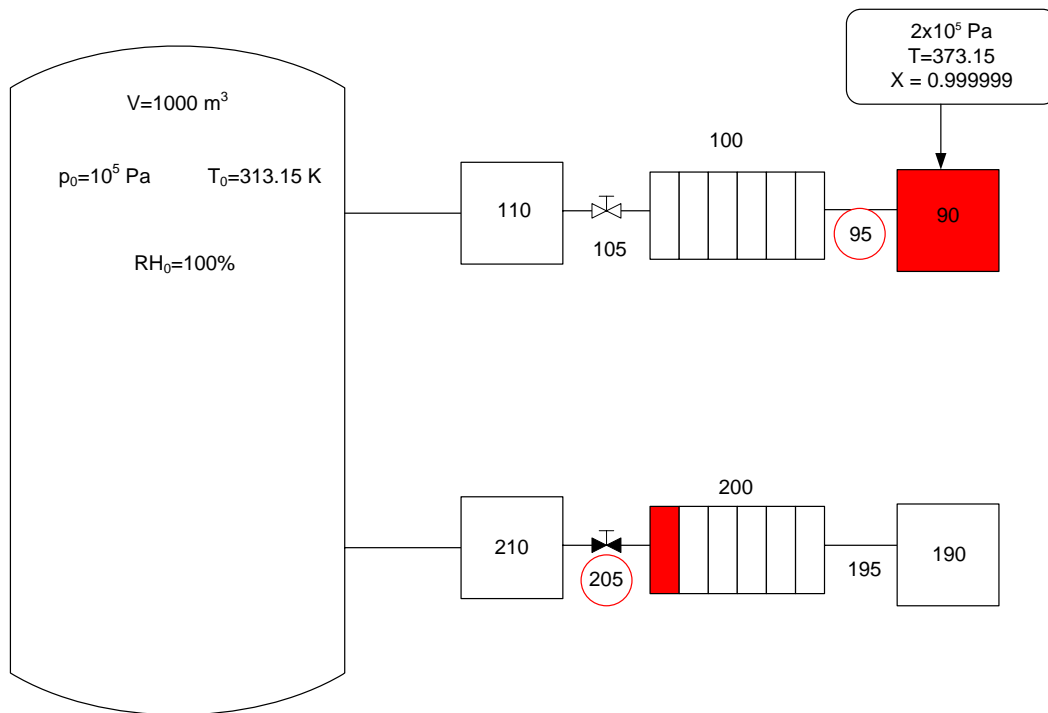 2x10⁵ Pa
T=373.15
X = 0.999999
V=1000 m³
100
p₀=10⁵ Pa T₀=313.15 K
110
90
95
105
RH₀=100%
200
210
190
205
195